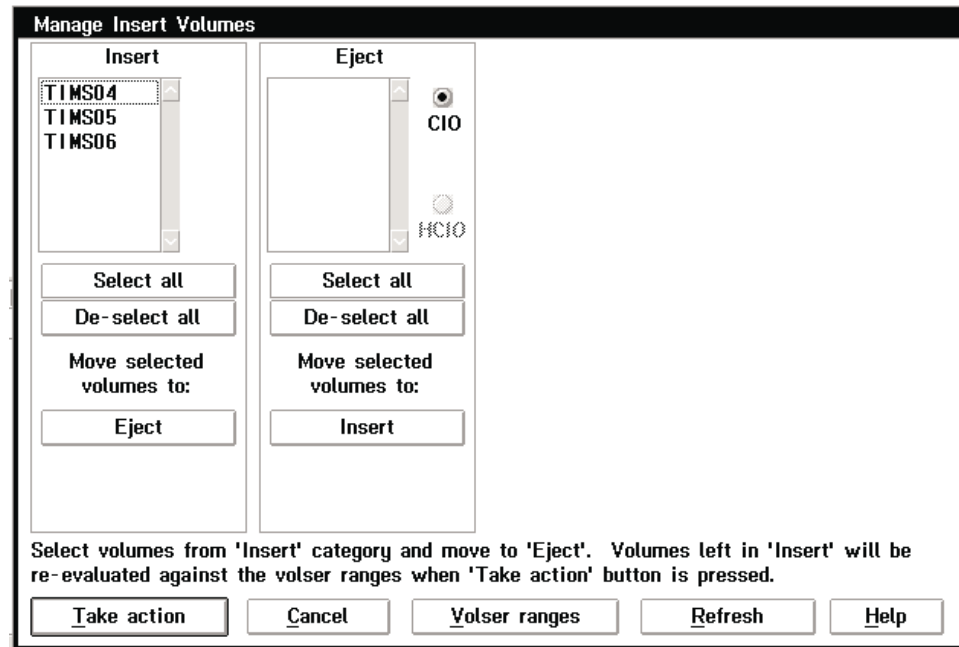 Manage Insert Volumes
Insert
TIMS04
TIMS05
TIMS06
Select all
De-select all
Move selected
volumes to:
Eject
Eject
CIO
HCIO
Select all
De-select all
Move selected
volumes to:
Insert
Select volumes from 'Insert' category and move to 'Eject'.  Volumes left in 'Insert' will be
re-evaluated against the volser ranges when 'Take action' button is pressed.
Take action
Cancel
Volser ranges
Refresh
Help